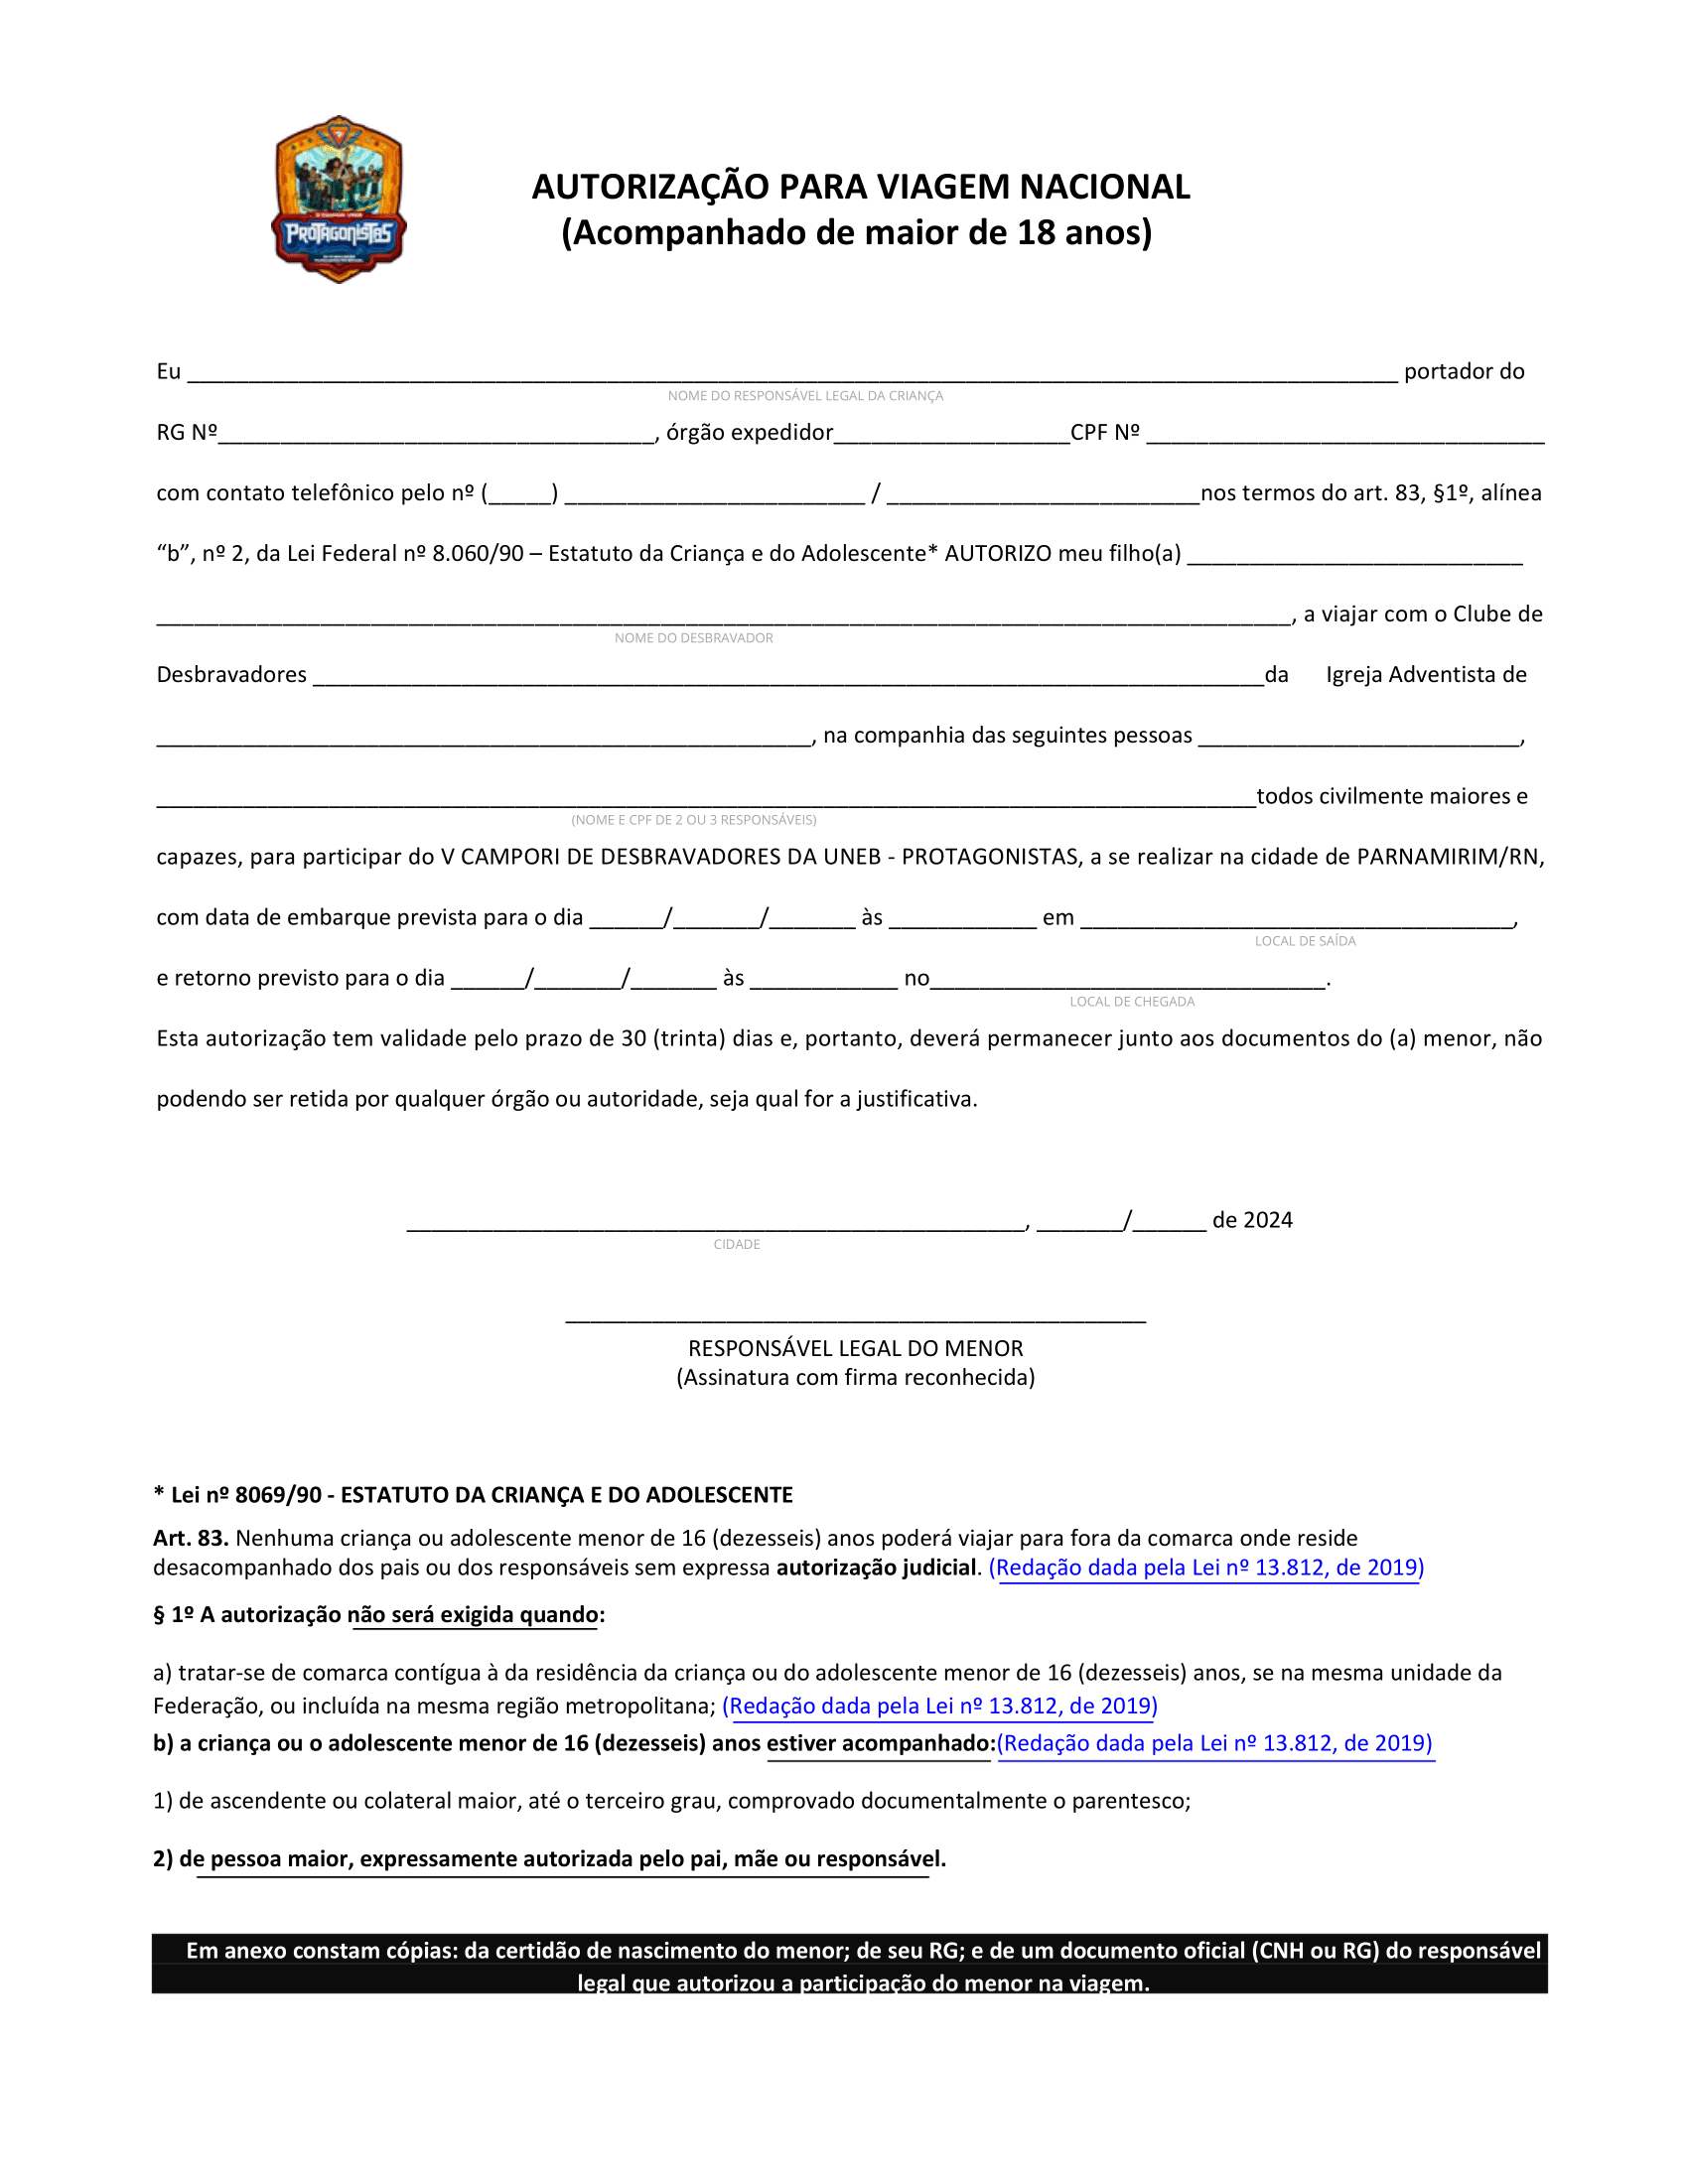 V CAMPORI UNEB
PROTAGONISTAS
AUTORIZAÇÃO PARA VIAGEM NACIONAL
(Acompanhado de maior de 18 anos)
Eu ____________________ portador do
NOME DO RESPONSÁVEL LEGAL DA CRIANÇA
RG Nº____________________, órgão expedidor____________________CPF Nº ____________________
com contato telefônico pelo nº (_____) ____________________ / ____________________nos termos do art. 83, §1º, alínea
“b”, nº 2, da Lei Federal nº 8.060/90 – Estatuto da Criança e do Adolescente* AUTORIZO meu filho(a) ____________________
____________________, a viajar com o Clube de
NOME DO DESBRAVADOR
Desbravadores ____________________da Igreja Adventista de
____________________, na companhia das seguintes pessoas ____________________,
____________________todos civilmente maiores e
(NOME E CPF DE 2 OU 3 RESPONSÁVEIS)
capazes, para participar do V CAMPORI DE DESBRAVADORES DA UNEB - PROTAGONISTAS, a se realizar na cidade de PARNAMIRIM/RN,
com data de embarque prevista para o dia ______/_______/_______ às ____________ em ____________________,
LOCAL DE SAÍDA
e retorno previsto para o dia ______/_______/_______ às ____________ no____________________.
LOCAL DE CHEGADA
Esta autorização tem validade pelo prazo de 30 (trinta) dias e, portanto, deverá permanecer junto aos documentos do (a) menor, não
podendo ser retida por qualquer órgão ou autoridade, seja qual for a justificativa.
____________________, _______/______ de 2024
CIDADE
____________________
RESPONSÁVEL LEGAL DO MENOR
(Assinatura com firma reconhecida)
* Lei nº 8069/90 - ESTATUTO DA CRIANÇA E DO ADOLESCENTE
Art. 83. Nenhuma criança ou adolescente menor de 16 (dezesseis) anos poderá viajar para fora da comarca onde reside
desacompanhado dos pais ou dos responsáveis sem expressa autorização judicial. (Redação dada pela Lei nº 13.812, de 2019)
§ 1º A autorização não será exigida quando:
a) tratar-se de comarca contígua à da residência da criança ou do adolescente menor de 16 (dezesseis) anos, se na mesma unidade da
Federação, ou incluída na mesma região metropolitana; (Redação dada pela Lei nº 13.812, de 2019)
b) a criança ou o adolescente menor de 16 (dezesseis) anos estiver acompanhado:(Redação dada pela Lei nº 13.812, de 2019)
1) de ascendente ou colateral maior, até o terceiro grau, comprovado documentalmente o parentesco;
2) de pessoa maior, expressamente autorizada pelo pai, mãe ou responsável.
Em anexo constam cópias: da certidão de nascimento do menor; de seu RG; e de um documento oficial (CNH ou RG) do responsável
legal que autorizou a participação do menor na viagem.